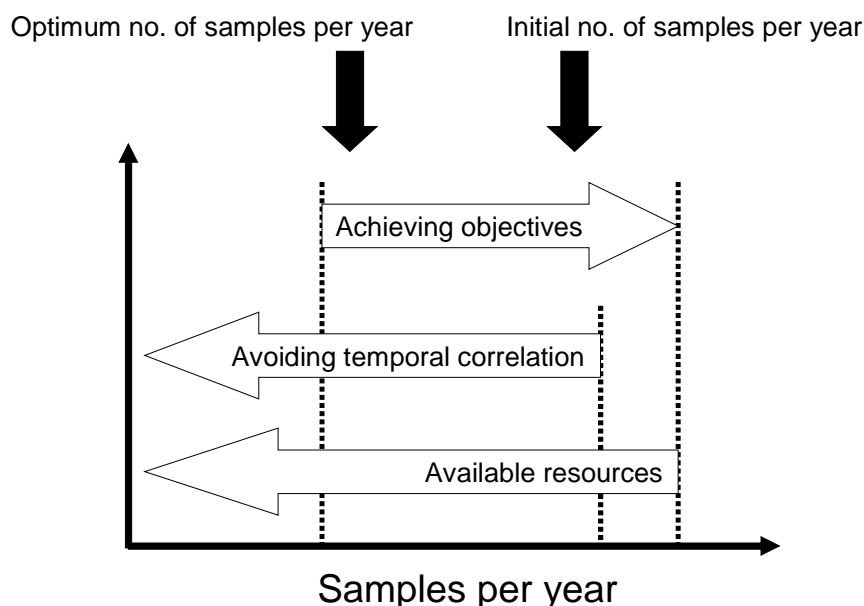 Optimum no. of samples per year
Initial no. of samples per year
Achieving objectives
Avoiding temporal correlation
Available resources
Samples per year